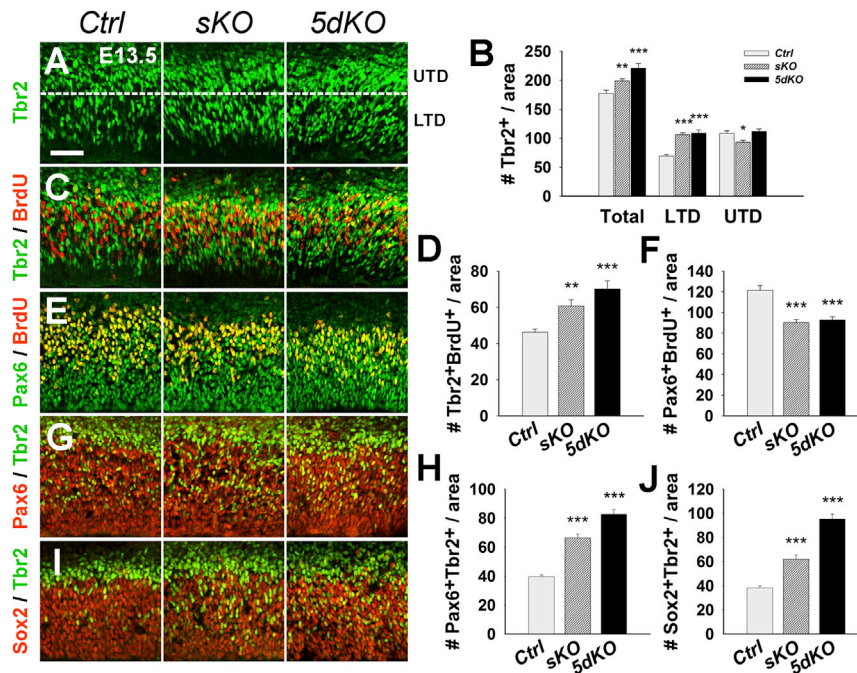 Ctrl sKO 5dKO
A E13.5
Tbr2
UTD
LTD
B
# Tbr2+ / area
250
200
150
100
50
0
** *** *** *** *
Ctrl
sKO
5dKO
Total LTD UTD
C
Tbr2 / BrdU
D
# Tbr2+BrdU+ / area
80
60
40
20
0
** ***
Ctrl sKO 5dKO
E
Pax6 / BrdU
F
# Pax6+BrdU+ / area
140
120
100
80
60
40
20
0
*** ***
Ctrl sKO 5dKO
G
Pax6 / Tbr2
H
# Pax6+Tbr2+ / area
100
80
60
40
20
0
*** ***
Ctrl sKO 5dKO
I
Sox2 / Tbr2
J
# Sox2+Tbr2+ / area
120
100
80
60
40
20
0
*** ***
Ctrl sKO 5dKO